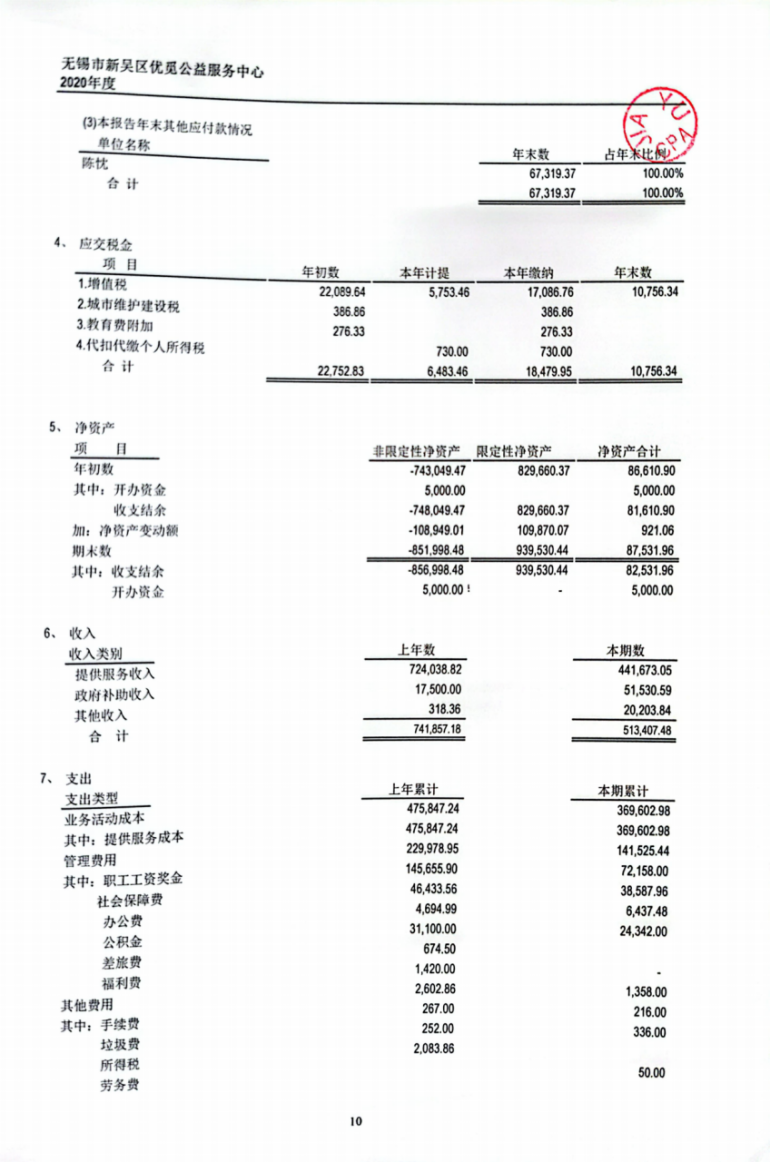 无锡市新吴区优觅公益服务中心
2020年度
JIA YU CPA
(3)本报告年末其他应付款情况
单位名称 年末数 占年末比例
陈忱 67,319.37 100.00%
合 计 67,319.37 100.00%
4、 应交税金
项 目 年初数 本年计提 本年缴纳 年末数
1.增值税 22,089.64 5,753.46 17,086.76 10,756.34
2.城市维护建设税 386.86 386.86
3.教育费附加 276.33 276.33
4.代扣代缴个人所得税 730.00 730.00
合 计 22,752.83 6,483.46 18,479.95 10,756.34
5、 净资产
项 目 非限定性净资产 限定性净资产 净资产合计
年初数 -743,049.47 829,660.37 86,610.90
其中：开办资金 5,000.00 5,000.00
收支结余 -748,049.47 829,660.37 81,610.90
加：净资产变动额 -108,949.01 109,870.07 921.06
期末数 -851,998.48 939,530.44 87,531.96
其中：收支结余 -856,998.48 939,530.44 82,531.96
开办资金 5,000.00 - 5,000.00
6、 收入
收入类别 上年数 本期数
提供服务收入 724,038.82 441,673.05
政府补助收入 17,500.00 51,530.59
其他收入 318.36 20,203.84
合 计 741,857.18 513,407.48
7、 支出
支出类型 上年累计 本期累计
业务活动成本 475,847.24 369,602.98
其中：提供服务成本 475,847.24 369,602.98
管理费用 229,978.95 141,525.44
其中：职工工资奖金 145,655.90 72,158.00
社会保障费 46,433.56 38,587.96
办公费 4,694.99 6,437.48
公积金 31,100.00 24,342.00
差旅费 674.50
福利费 1,420.00 -
其他费用 2,602.86 1,358.00
其中：手续费 267.00 216.00
垃圾费 252.00 336.00
所得税 2,083.86
劳务费 50.00
10